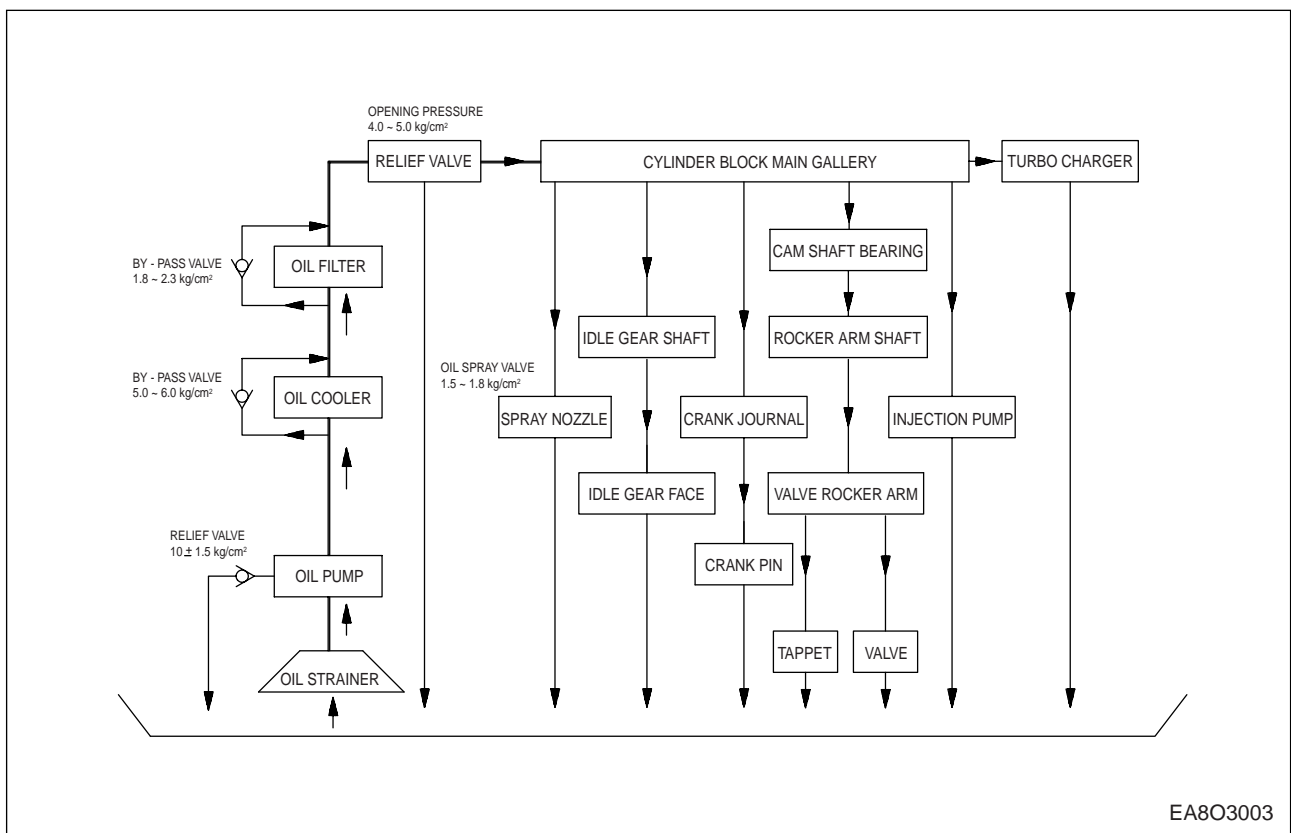 OPENING PRESSURE
4.0 ~ 5.0 kg/cm²
RELIEF VALVE
CYLINDER BLOCK MAIN GALLERY
TURBO CHARGER
BY - PASS VALVE
1.8 ~ 2.3 kg/cm²
OIL FILTER
CAM SHAFT BEARING
IDLE GEAR SHAFT
ROCKER ARM SHAFT
BY - PASS VALVE
5.0 ~ 6.0 kg/cm²
OIL COOLER
OIL SPRAY VALVE
1.5 ~ 1.8 kg/cm²
SPRAY NOZZLE
CRANK JOURNAL
INJECTION PUMP
IDLE GEAR FACE
VALVE ROCKER ARM
RELIEF VALVE
10 ± 1.5 kg/cm²
OIL PUMP
CRANK PIN
OIL STRAINER
TAPPET
VALVE
EA8O3003